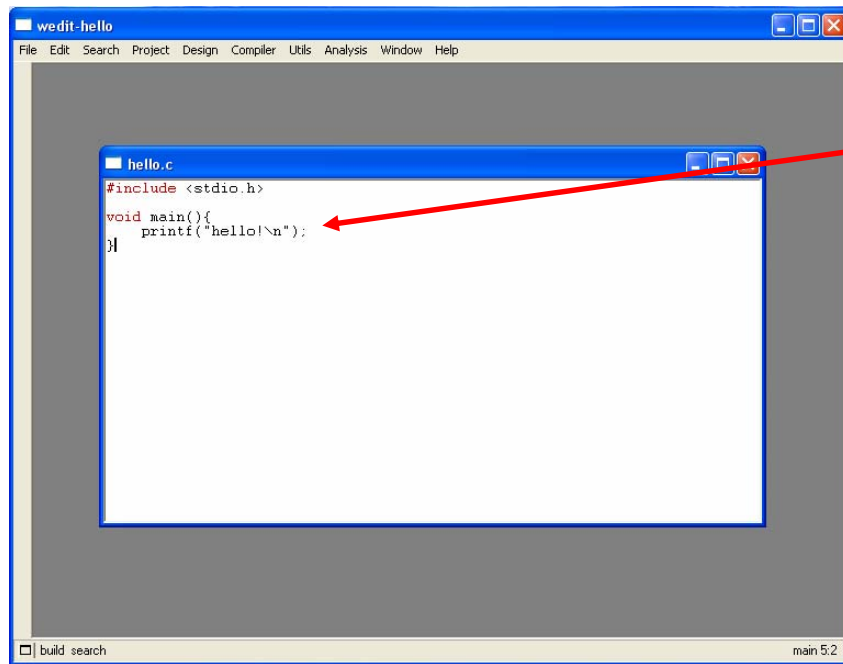 wedit-hello
File Edit Search Project Design Compiler Utils Analysis Window Help
hello.c
#include <stdio.h>
void main(){
    printf("hello!\n");
}
build search
main 5:2